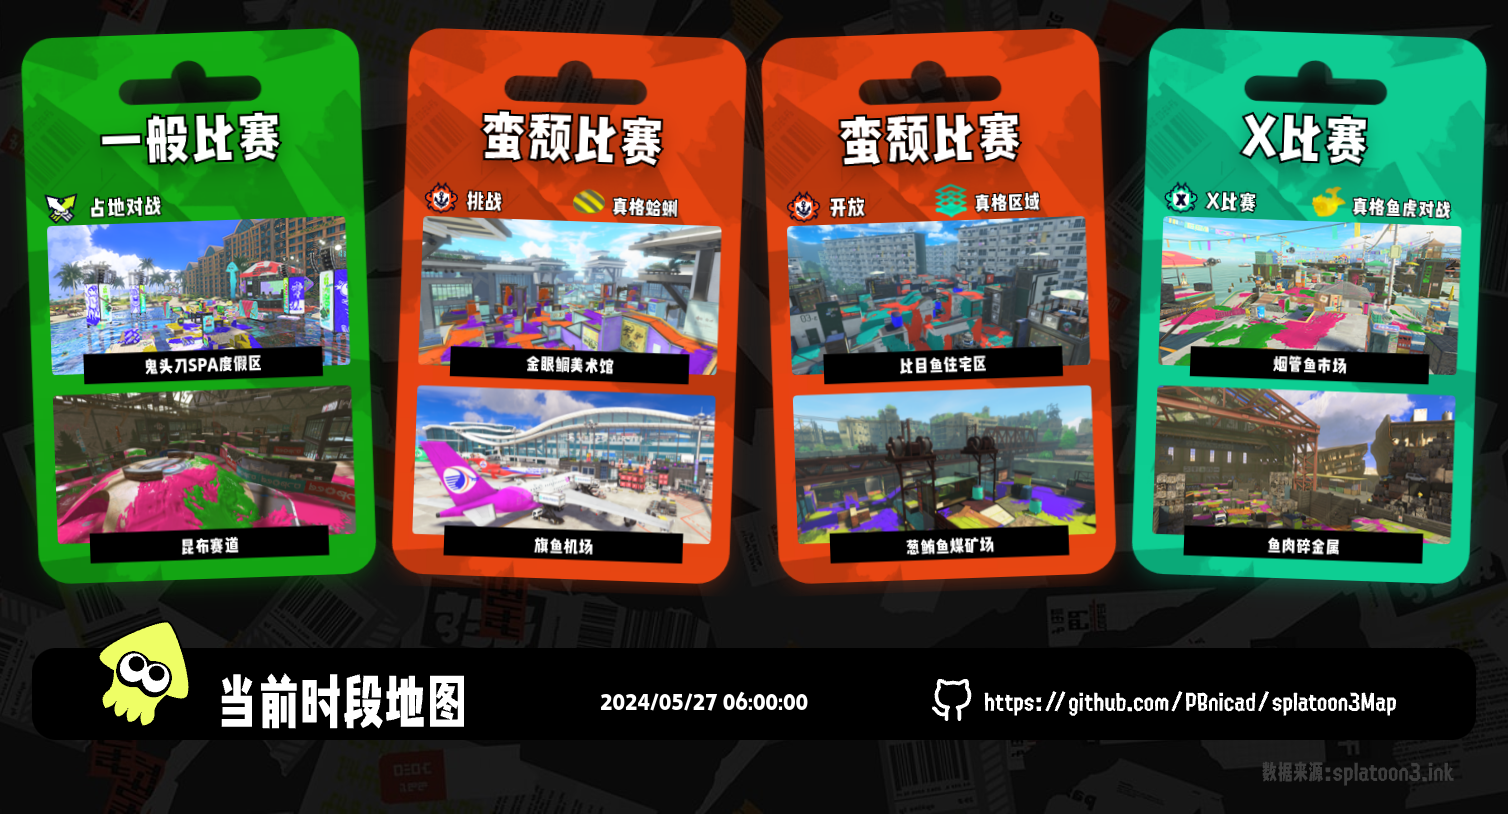 一般比赛
占地对战
鬼头刀SPA度假区
昆布赛道
蛮颓比赛
挑战
真格蛤蜊
金眼鲷美术馆
旗鱼机场
蛮颓比赛
开放
真格区域
比目鱼住宅区
葱鲔鱼煤矿场
X比赛
X比赛
真格鱼虎对战
烟管鱼市场
鱼肉碎金属
当前时段地图
2024/05/27 06:00:00
https://github.com/PBnicad/splatoon3Map
数据来源:splatoon3.ink